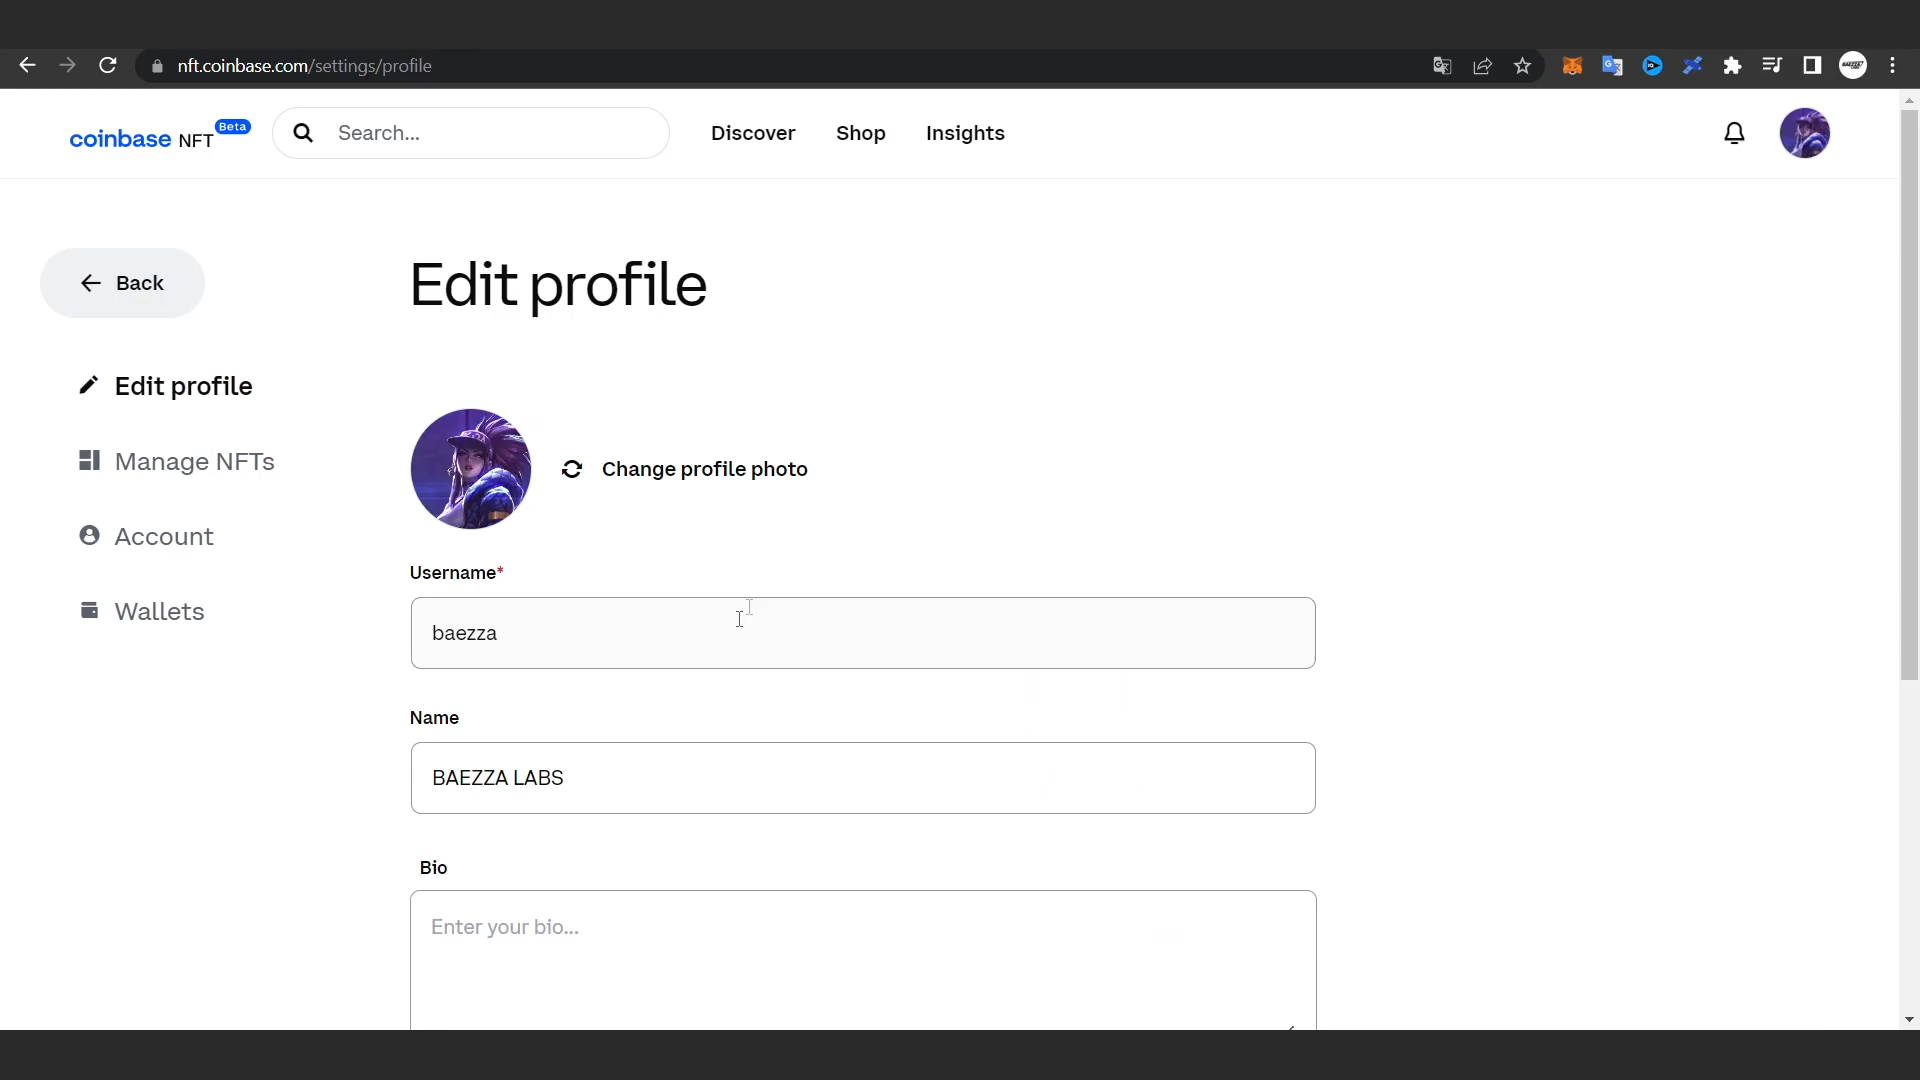 nft.coinbase.com/settings/profile
coinbase NFT Beta
Search...
Discover
Shop
Insights
Back
Edit profile
Edit profile
Manage NFTs
Account
Wallets
Change profile photo
Username*
baezza
Name
BAEZZA LABS
Bio
Enter your bio...